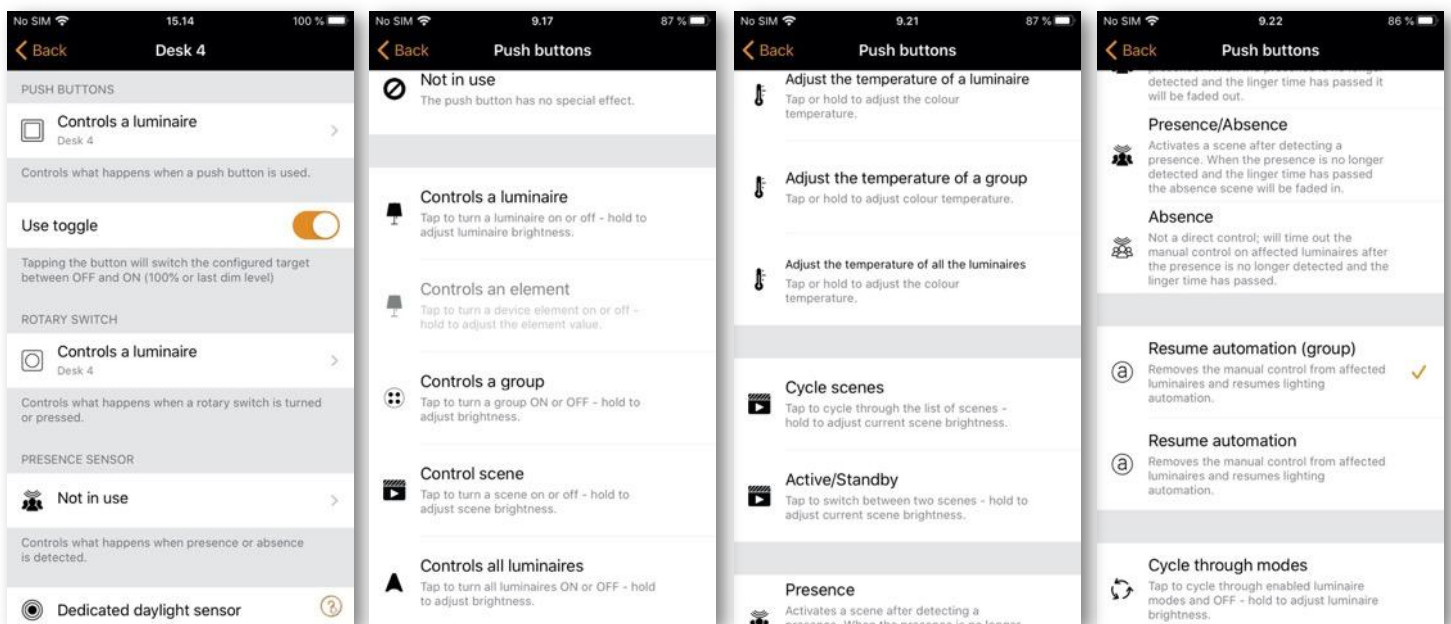 No SIM 15.14 100 %
Back Desk 4
PUSH BUTTONS
Controls a luminaire
Desk 4
Controls what happens when a push button is used.
Use toggle
Tapping the button will switch the configured target
between OFF and ON (100% or last dim level)
ROTARY SWITCH
Controls a luminaire
Desk 4
Controls what happens when a rotary switch is turned
or pressed.
PRESENCE SENSOR
Not in use
Controls what happens when presence or absence
is detected.
Dedicated daylight sensor ?
No SIM 9.17 87 %
Back Push buttons
Not in use
The push button has no special effect.
Controls a luminaire
Tap to turn a luminaire on or off - hold to
adjust luminaire brightness.
Controls an element
Tap to turn a device element on or off -
hold to adjust the element value.
Controls a group
Tap to turn a group ON or OFF - hold to
adjust brightness.
Control scene
Tap to turn a scene on or off - hold to
adjust scene brightness.
Controls all luminaires
Tap to turn all luminaires ON or OFF - hold
to adjust brightness.
No SIM 9.21 87 %
Back Push buttons
Adjust the temperature of a luminaire
Tap or hold to adjust the colour
temperature.
Adjust the temperature of a group
Tap or hold to adjust colour temperature.
Adjust the temperature of all the luminaires
Tap or hold to adjust the colour
temperature.
Cycle scenes
Tap to cycle through the list of scenes -
hold to adjust current scene brightness.
Active/Standby
Tap to switch between two scenes - hold to
adjust current scene brightness.
Presence
Activates a scene after detecting a
presence. When the presence is no longer
No SIM 9.22 86 %
Back Push buttons
detected and the linger time has passed it
will be faded out.
Presence/Absence
Activates a scene after detecting a
presence. When the presence is no longer
detected and the linger time has passed
the absence scene will be faded in.
Absence
Not a direct control; will time out the
manual control on affected luminaires after
the presence is no longer detected and the
linger time has passed.
a Resume automation (group)
Removes the manual control from affected
luminaires and resumes lighting
automation.
a Resume automation
Removes the manual control from affected
luminaires and resumes lighting
automation.
Cycle through modes
Tap to cycle through enabled luminaire
modes and OFF - hold to adjust luminaire
brightness.